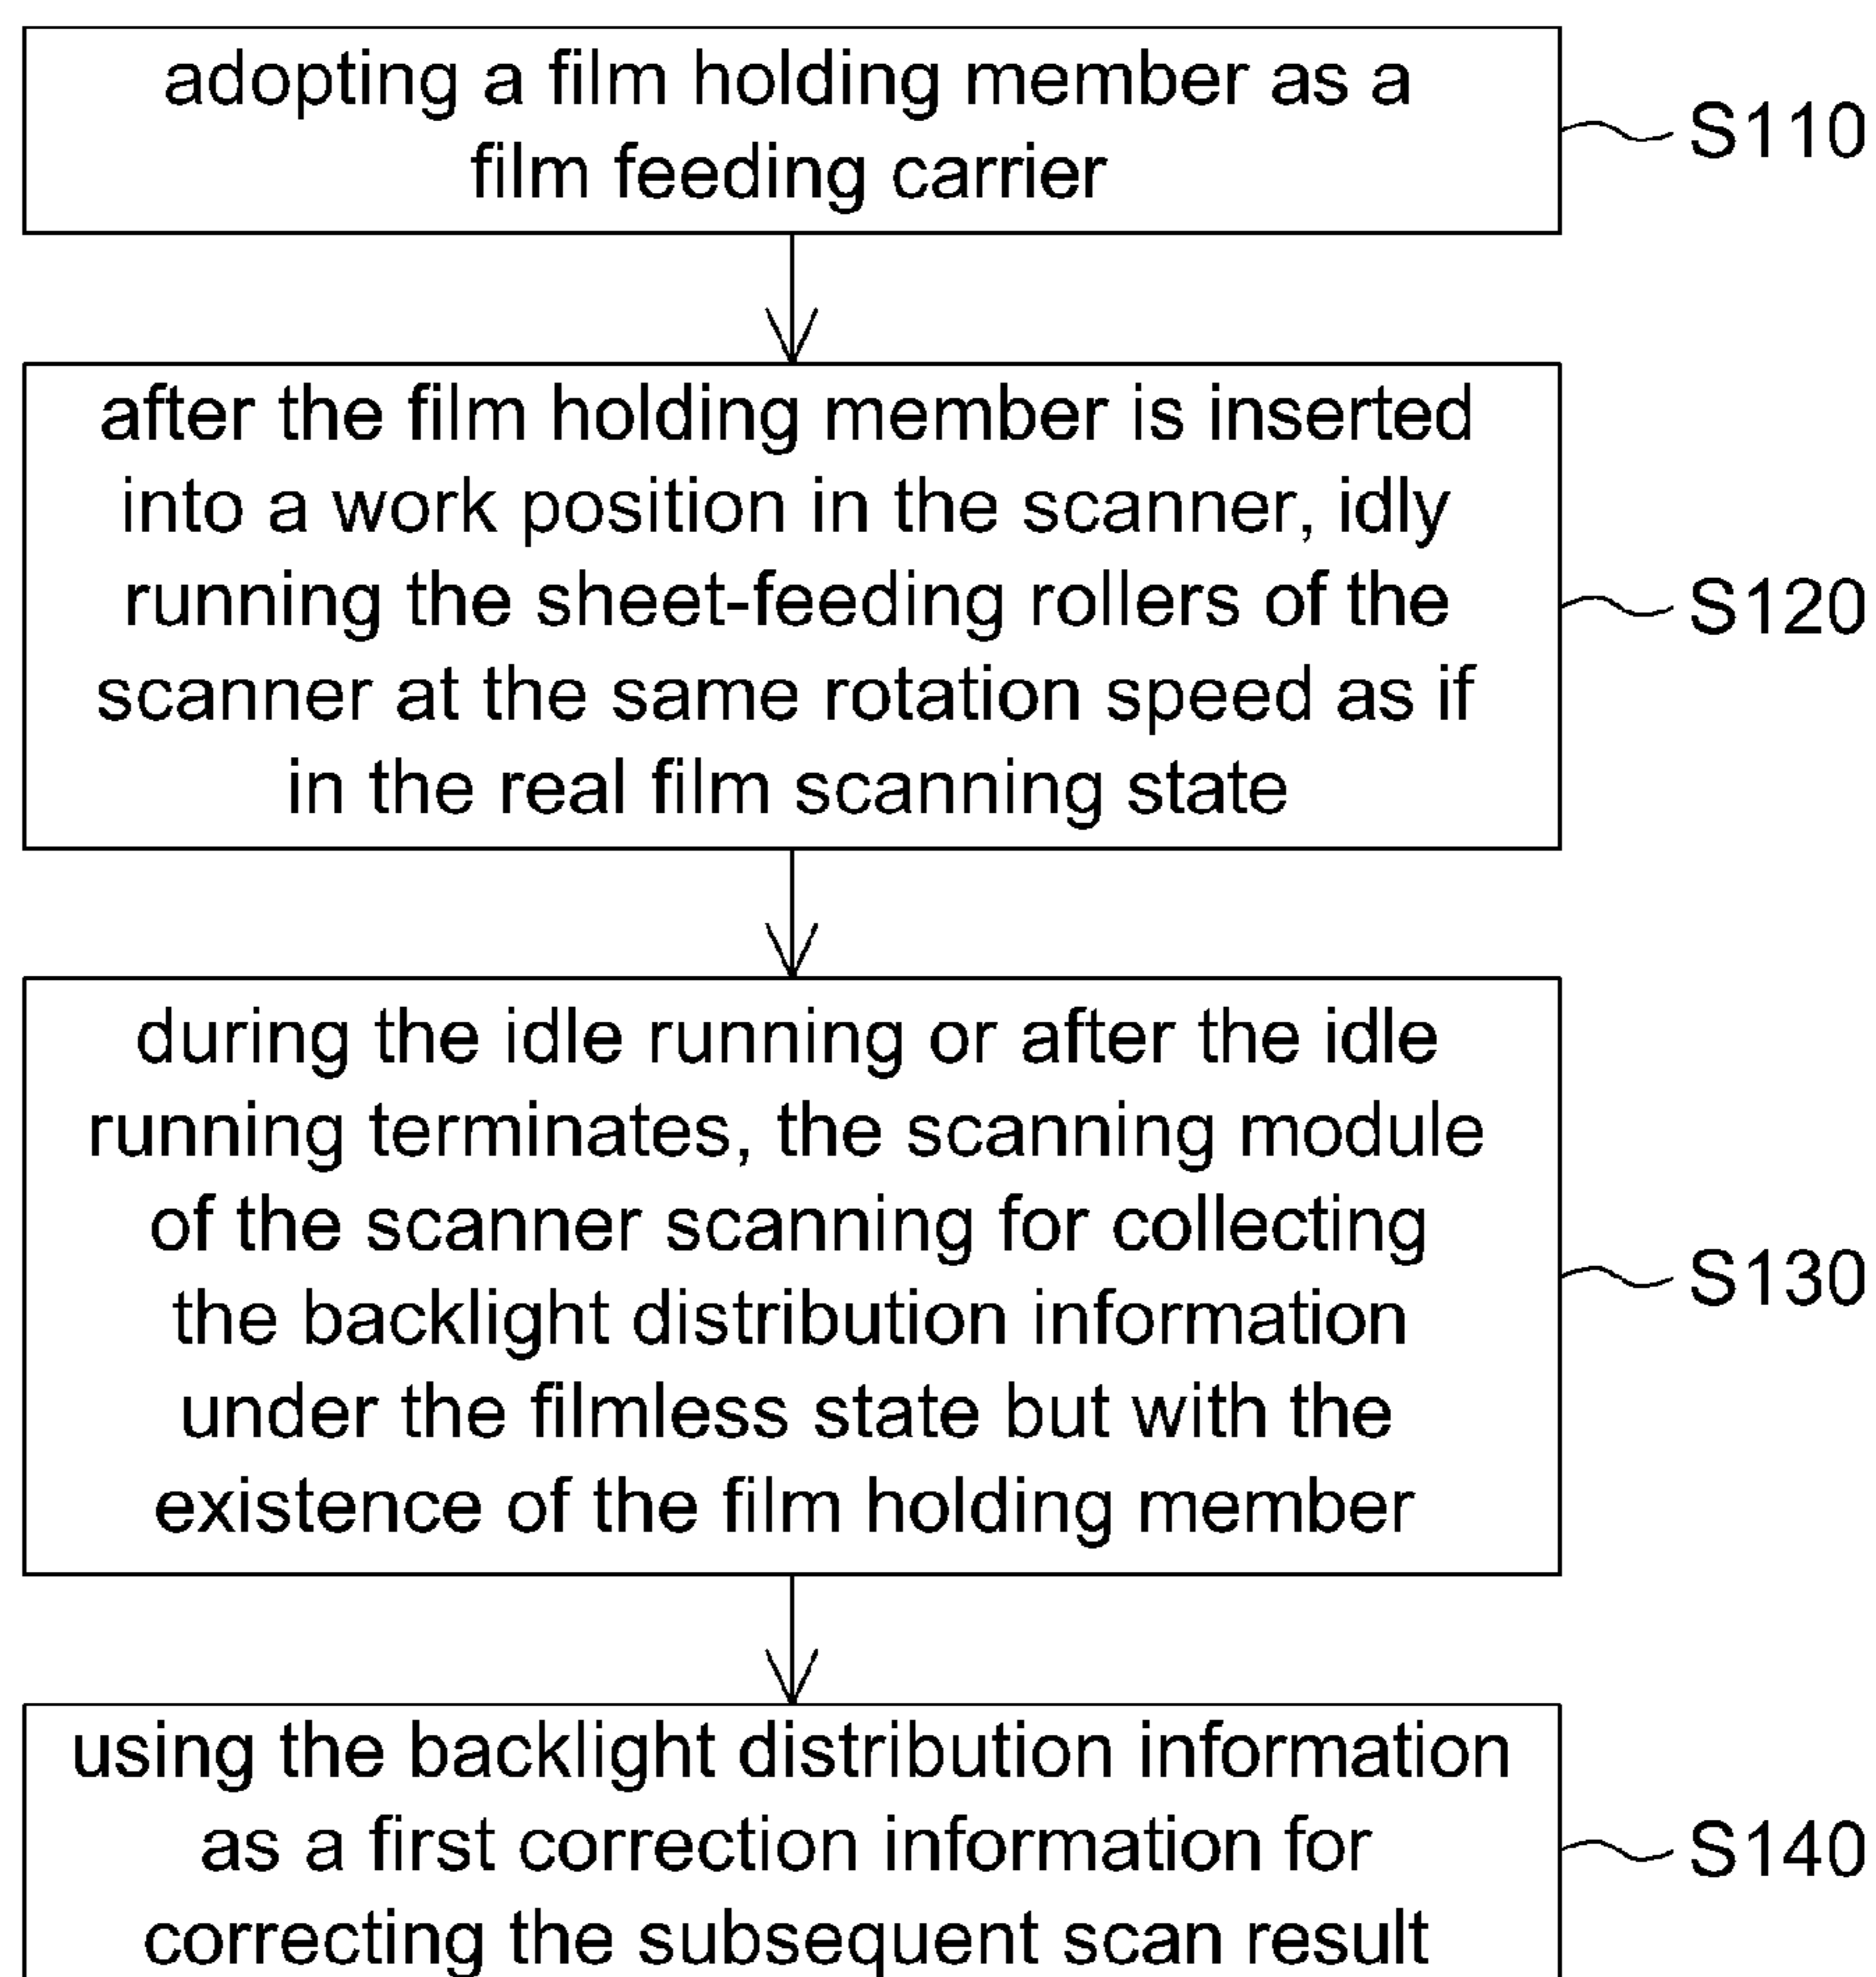 adopting a film holding member as a
film feeding carrier
S110
after the film holding member is inserted
into a work position in the scanner, idly
running the sheet-feeding rollers of the
scanner at the same rotation speed as if
in the real film scanning state
S120
during the idle running or after the idle
running terminates, the scanning module
of the scanner scanning for collecting
the backlight distribution information
under the filmless state but with the
existence of the film holding member
S130
using the backlight distribution information
as a first correction information for
correcting the subsequent scan result
S140